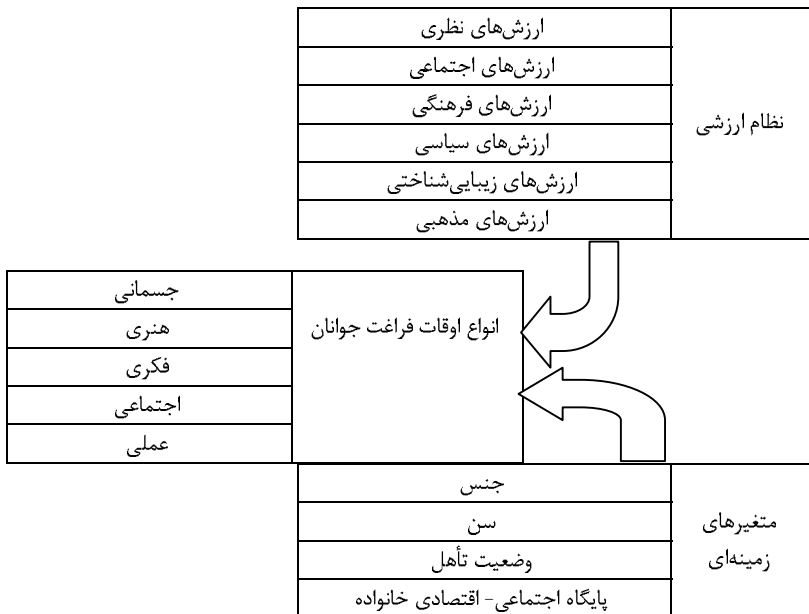 نظام ارزشی
ارزش‌های نظری
ارزش‌های اجتماعی
ارزش‌های فرهنگی
ارزش‌های سیاسی
ارزش‌های زیبایی‌شناختی
ارزش‌های مذهبی
انواع اوقات فراغت جوانان
جسمانی
هنری
فکری
اجتماعی
عملی
متغیرهای
زمینه‌ای
جنس
سن
وضعیت تأهل
پایگاه اجتماعی- اقتصادی خانواده